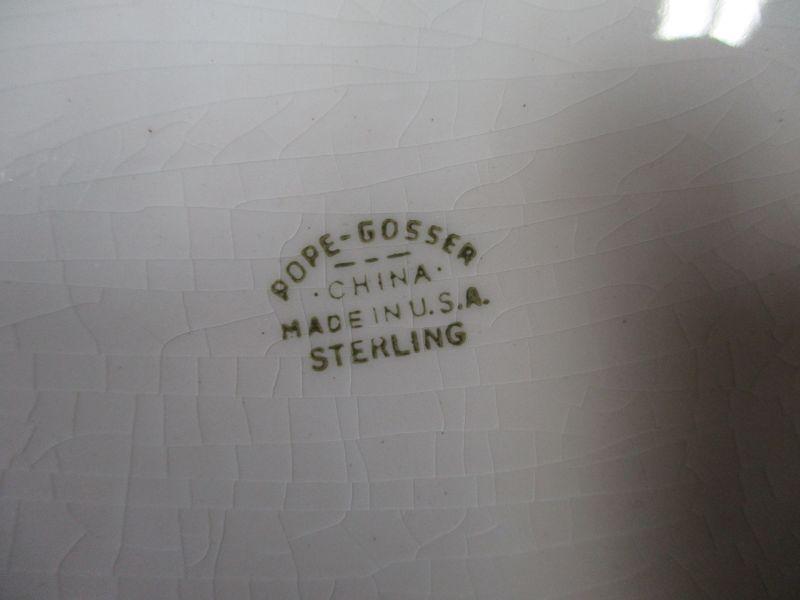 POPE-GOSSER
- - -
· CHINA ·
MADE IN U.S.A.
STERLING